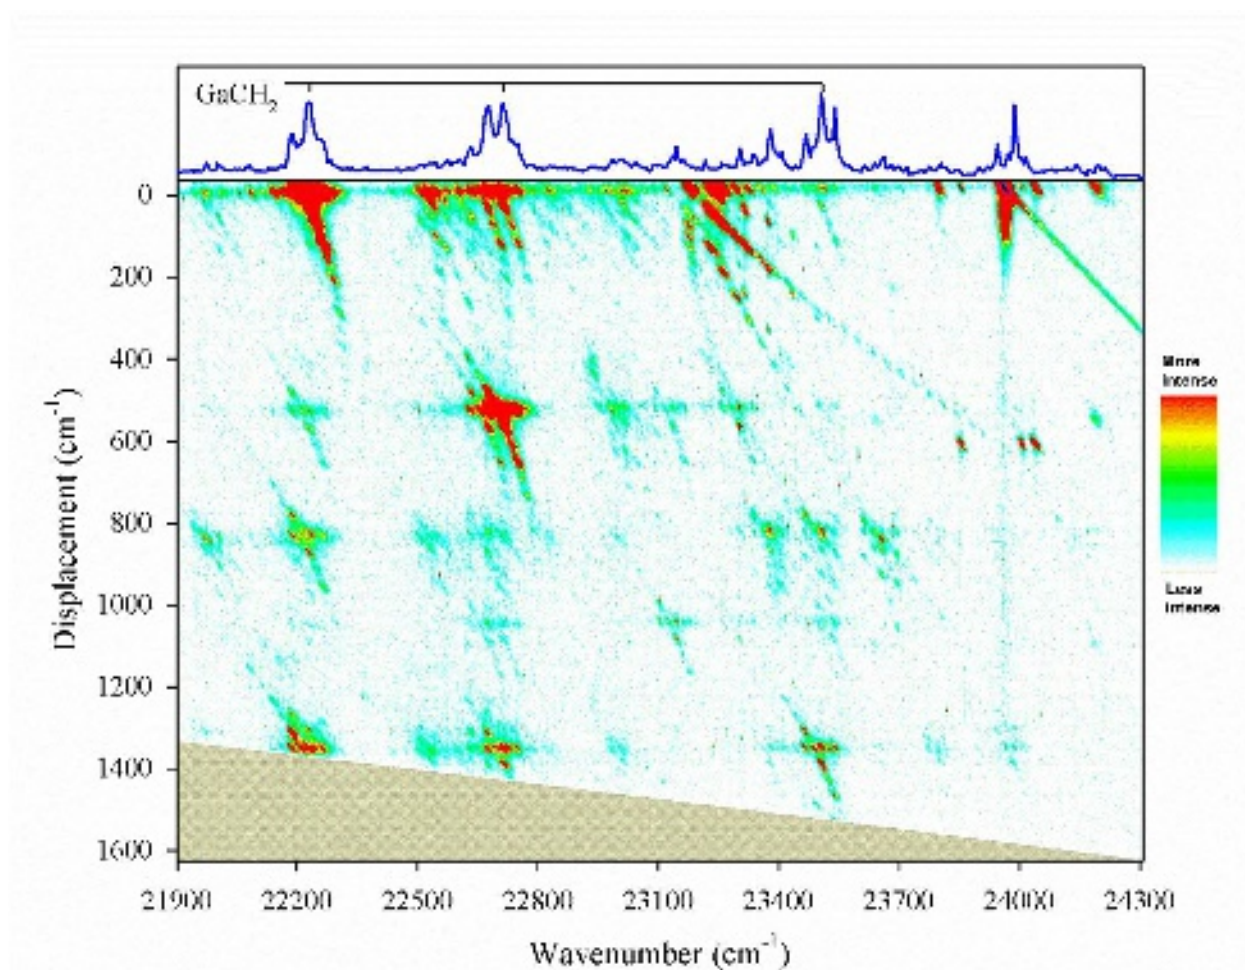 GaCH2
0
200
400
600
800
1000
1200
1400
1600
Displacement (cm-1)
21900 22200 22500 22800 23100 23400 23700 24000 24300
Wavenumber (cm-1)
More
intense
Less
intense